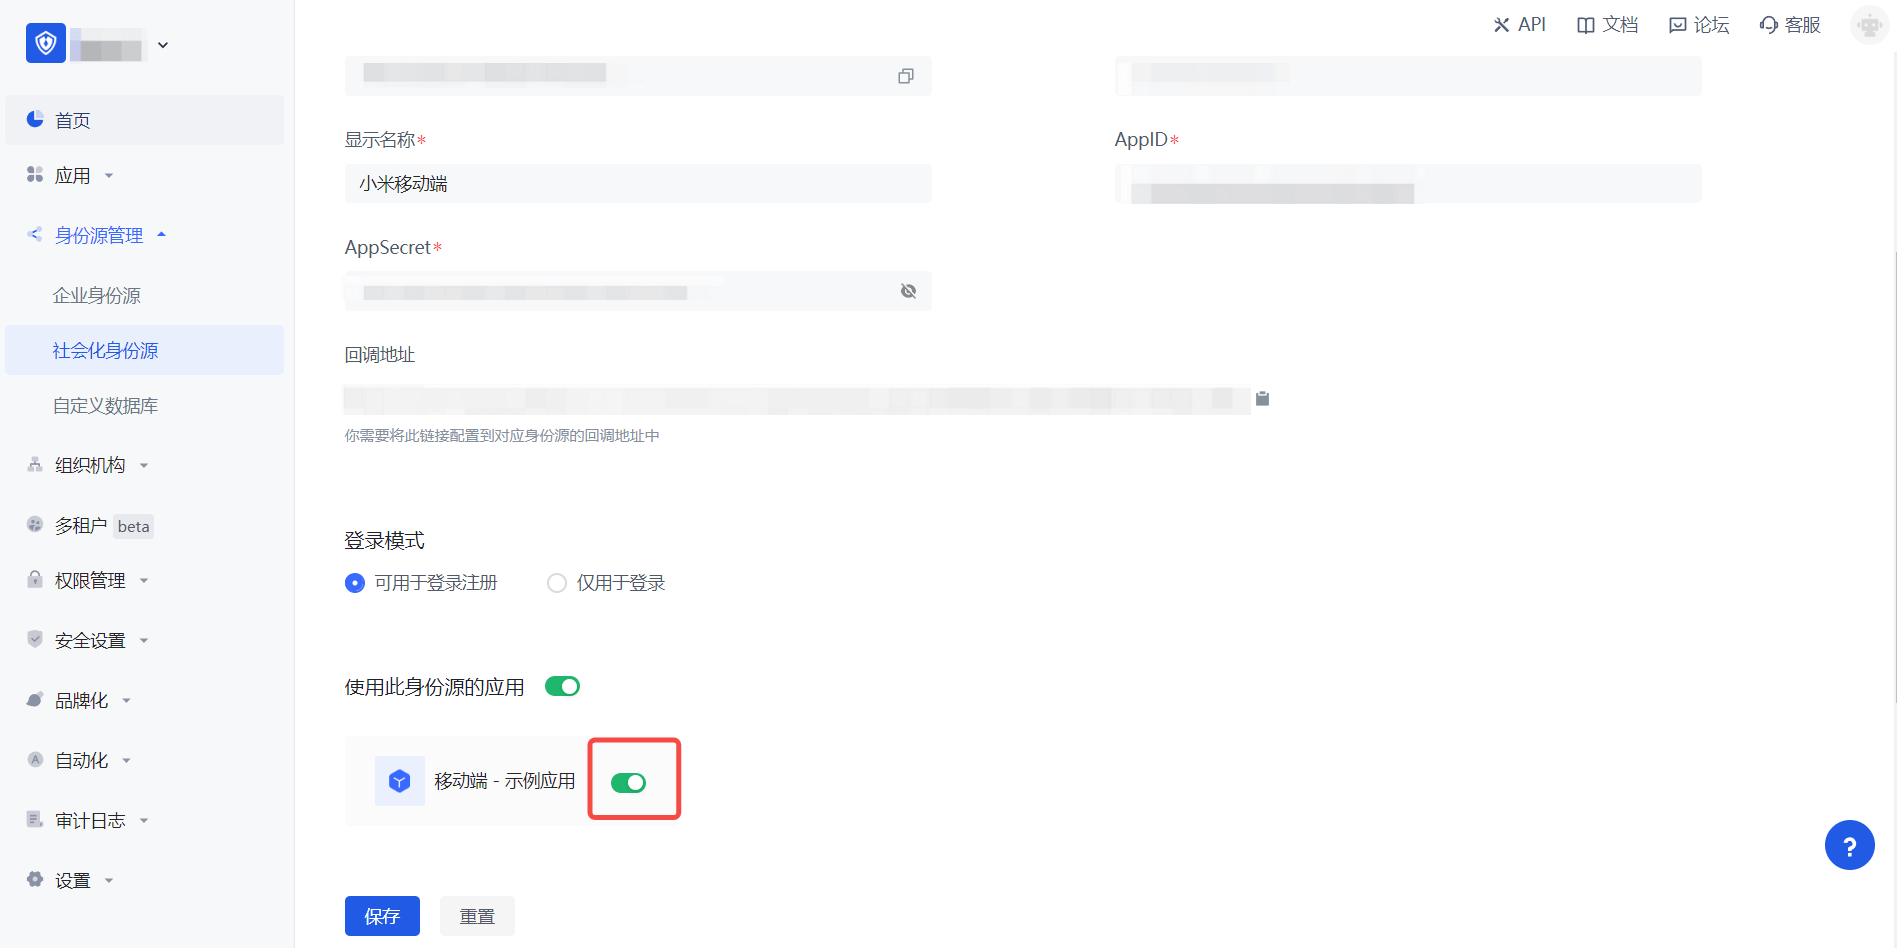 API
文档
论坛
客服
首页
应用
身份源管理
企业身份源
社会化身份源
自定义数据库
组织机构
多租户 beta
权限管理
安全设置
品牌化
自动化
审计日志
设置
显示名称*
小米移动端
AppID*
AppSecret*
回调地址
你需要将此链接配置到对应身份源的回调地址中
登录模式
可用于登录注册
仅用于登录
使用此身份源的应用
移动端 - 示例应用
保存
重置
?